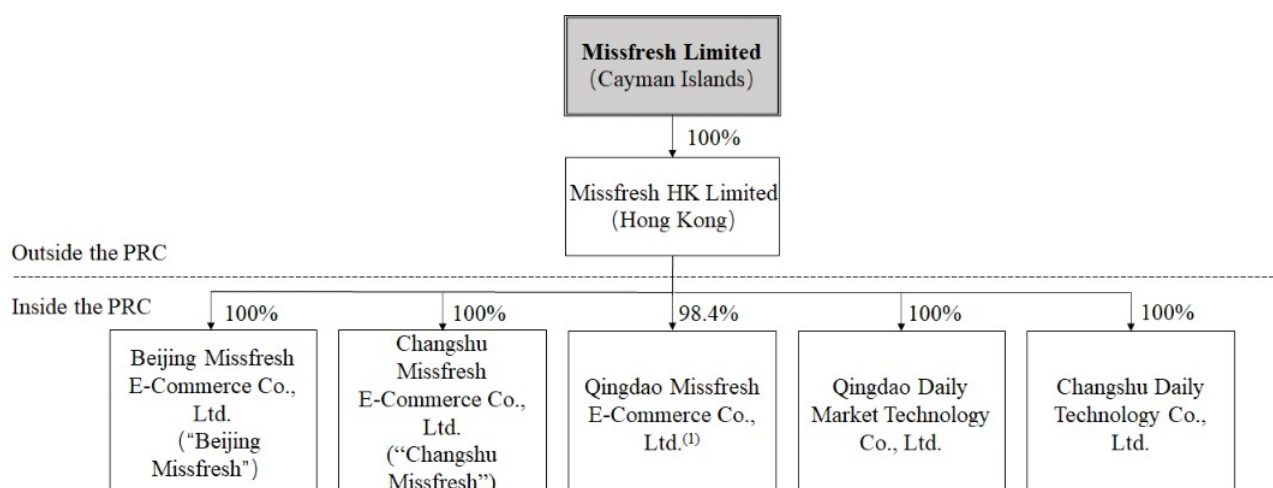 Missfresh Limited
(Cayman Islands)
100%
Missfresh HK Limited
(Hong Kong)
Outside the PRC
Inside the PRC
100%
100%
98.4%
100%
100%
Beijing Missfresh
E-Commerce Co.,
Ltd.
("Beijing
Missfresh")
Changshu
Missfresh
E-Commerce Co.,
Ltd.
(“Changshu
Missfresh”)
Qingdao Missfresh
E-Commerce Co.,
Ltd.(1)
Qingdao Daily
Market Technology
Co., Ltd.
Changshu Daily
Technology Co.,
Ltd.